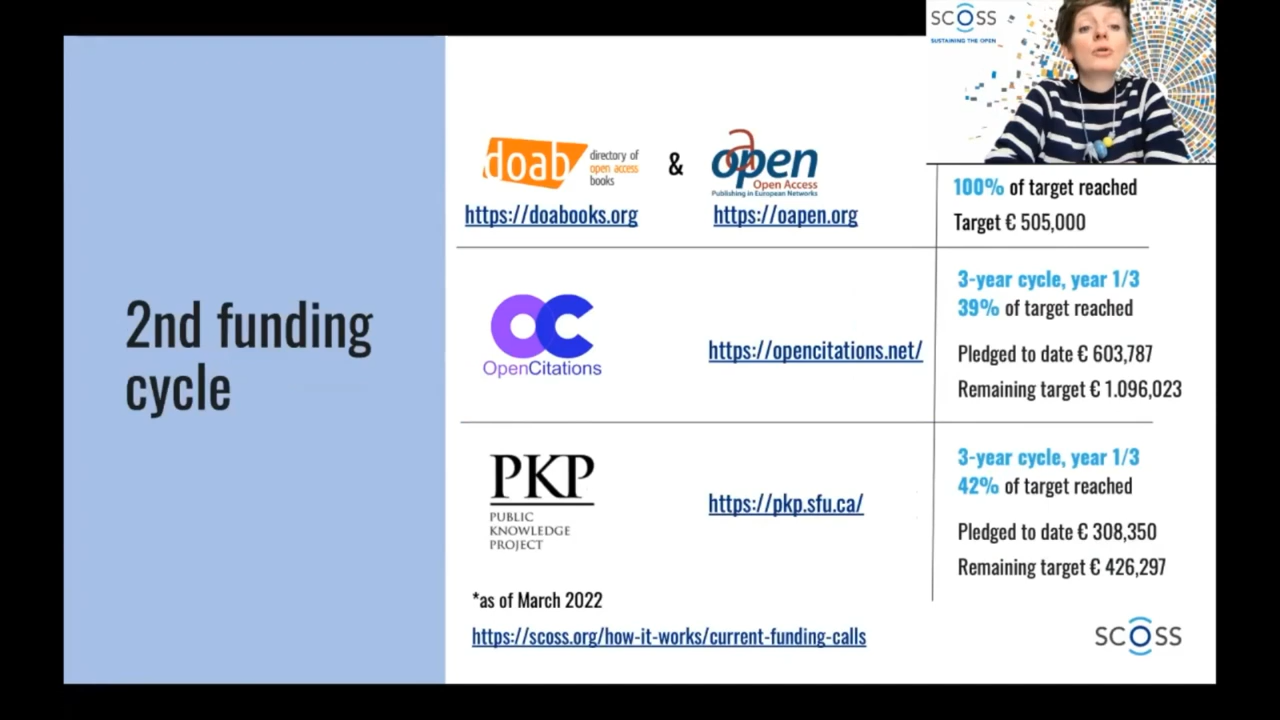 SCOSS
SUSTAINING THE OPEN
2nd funding
cycle
doab
directory of
open access
books
&
oapen
Open Access
Publishing in European Networks
https://doabooks.org
https://oapen.org
100% of target reached
Target € 505,000
OC
OpenCitations
https://opencitations.net/
3-year cycle, year 1/3
39% of target reached
Pledged to date € 603,787
Remaining target € 1.096,023
PKP
PUBLIC
KNOWLEDGE
PROJECT
https://pkp.sfu.ca/
3-year cycle, year 1/3
42% of target reached
Pledged to date € 308,350
Remaining target € 426,297
*as of March 2022
https://scoss.org/how-it-works/current-funding-calls
SCOSS